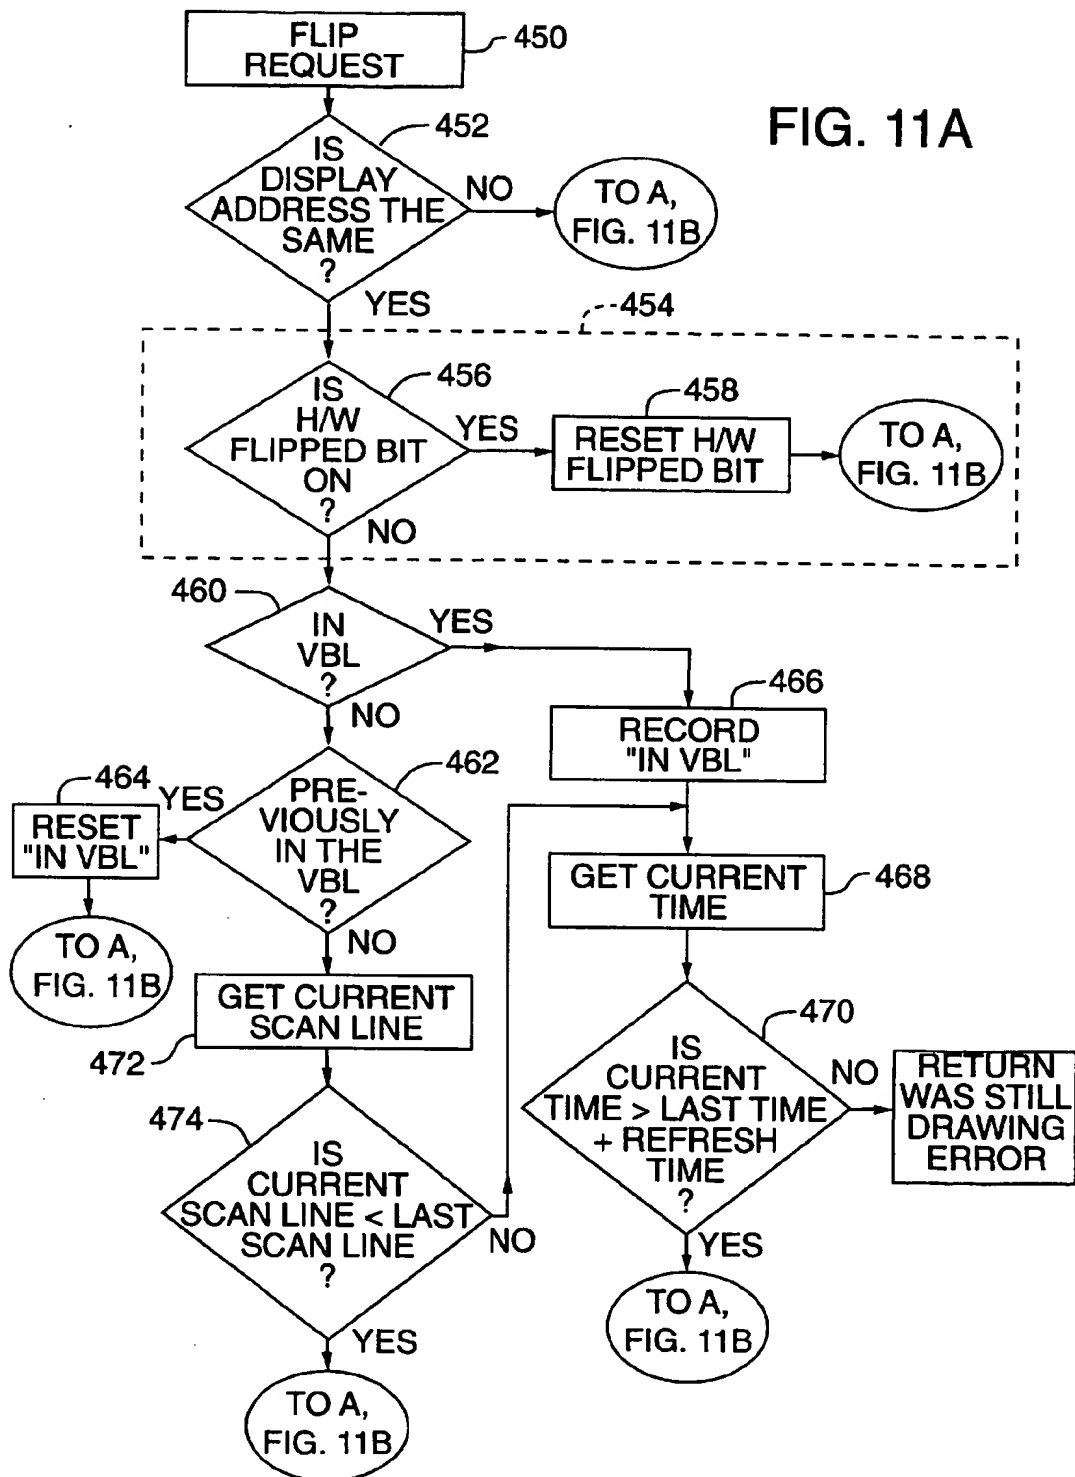 FLIP
REQUEST
450
FIG. 11A
452
IS
DISPLAY
ADDRESS THE
SAME
?
NO
TO A,
FIG. 11B
YES
454
IS
H/W
FLIPPED BIT
ON
?
456
YES
458
RESET H/W
FLIPPED BIT
TO A,
FIG. 11B
NO
460
IN
VBL
?
YES
NO
466
RECORD
"IN VBL"
462
PRE-
VIOUSLY
IN THE
VBL
?
464
YES
RESET
"IN VBL"
TO A,
FIG. 11B
NO
GET CURRENT
TIME
468
GET CURRENT
SCAN LINE
472
470
IS
CURRENT
TIME > LAST TIME
+ REFRESH
TIME
?
NO
RETURN
WAS STILL
DRAWING
ERROR
YES
TO A,
FIG. 11B
474
IS
CURRENT
SCAN LINE < LAST
SCAN LINE
?
NO
YES
TO A,
FIG. 11B